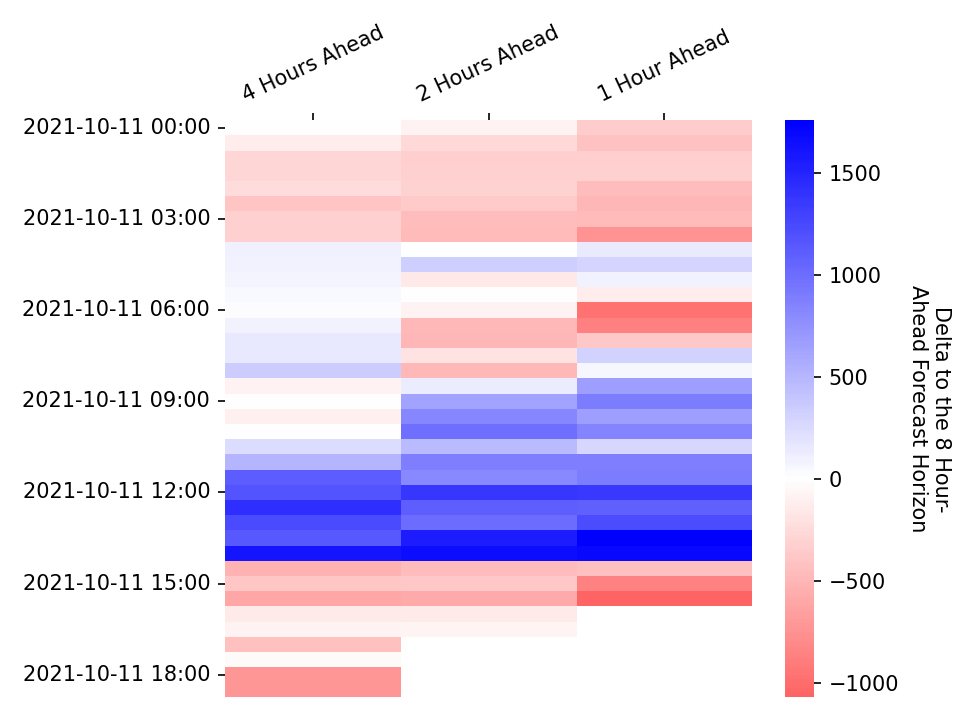 4 Hours Ahead
2 Hours Ahead
1 Hour Ahead
2021-10-11 00:00
2021-10-11 03:00
2021-10-11 06:00
2021-10-11 09:00
2021-10-11 12:00
2021-10-11 15:00
2021-10-11 18:00
1500
1000
500
0
−500
−1000
Delta to the 8 Hour-
Ahead Forecast Horizon